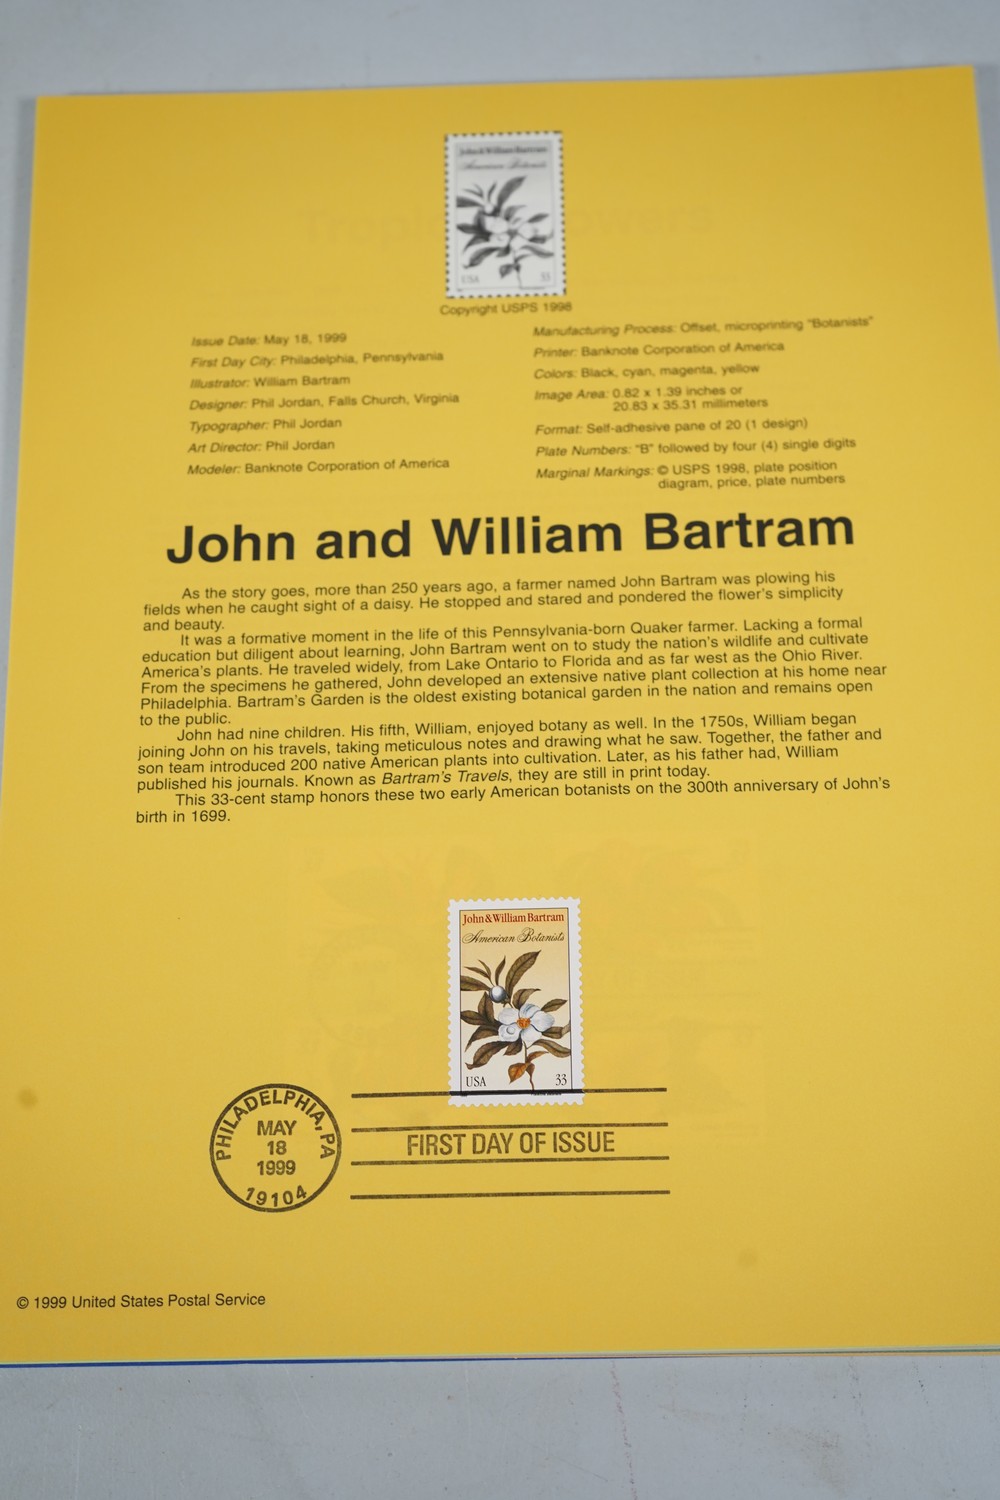 John & William Bartram
American Botanists
USA 33
Copyright USPS 1998
Issue Date: May 18, 1999
First Day City: Philadelphia, Pennsylvania
Illustrator: William Bartram
Designer: Phil Jordan, Falls Church, Virginia
Typographer: Phil Jordan
Art Director: Phil Jordan
Modeler: Banknote Corporation of America
Manufacturing Process: Offset, microprinting "Botanists"
Printer: Banknote Corporation of America
Colors: Black, cyan, magenta, yellow
Image Area: 0.82 x 1.39 inches or
20.83 x 35.31 millimeters
Format: Self-adhesive pane of 20 (1 design)
Plate Numbers: "B" followed by four (4) single digits
Marginal Markings: © USPS 1998, plate position
diagram, price, plate numbers
John and William Bartram
As the story goes, more than 250 years ago, a farmer named John Bartram was plowing his
fields when he caught sight of a daisy. He stopped and stared and pondered the flower's simplicity
and beauty.
It was a formative moment in the life of this Pennsylvania-born Quaker farmer. Lacking a formal
education but diligent about learning, John Bartram went on to study the nation's wildlife and cultivate
America's plants. He traveled widely, from Lake Ontario to Florida and as far west as the Ohio River.
From the specimens he gathered, John developed an extensive native plant collection at his home near
Philadelphia. Bartram's Garden is the oldest existing botanical garden in the nation and remains open
to the public.
John had nine children. His fifth, William, enjoyed botany as well. In the 1750s, William began
joining John on his travels, taking meticulous notes and drawing what he saw. Together, the father and
son team introduced 200 native American plants into cultivation. Later, as his father had, William
published his journals. Known as Bartram's Travels, they are still in print today.
This 33-cent stamp honors these two early American botanists on the 300th anniversary of John's
birth in 1699.
John & William Bartram
American Botanists
USA 33
PHILADELPHIA, PA
MAY
18
1999
19104
FIRST DAY OF ISSUE
© 1999 United States Postal Service